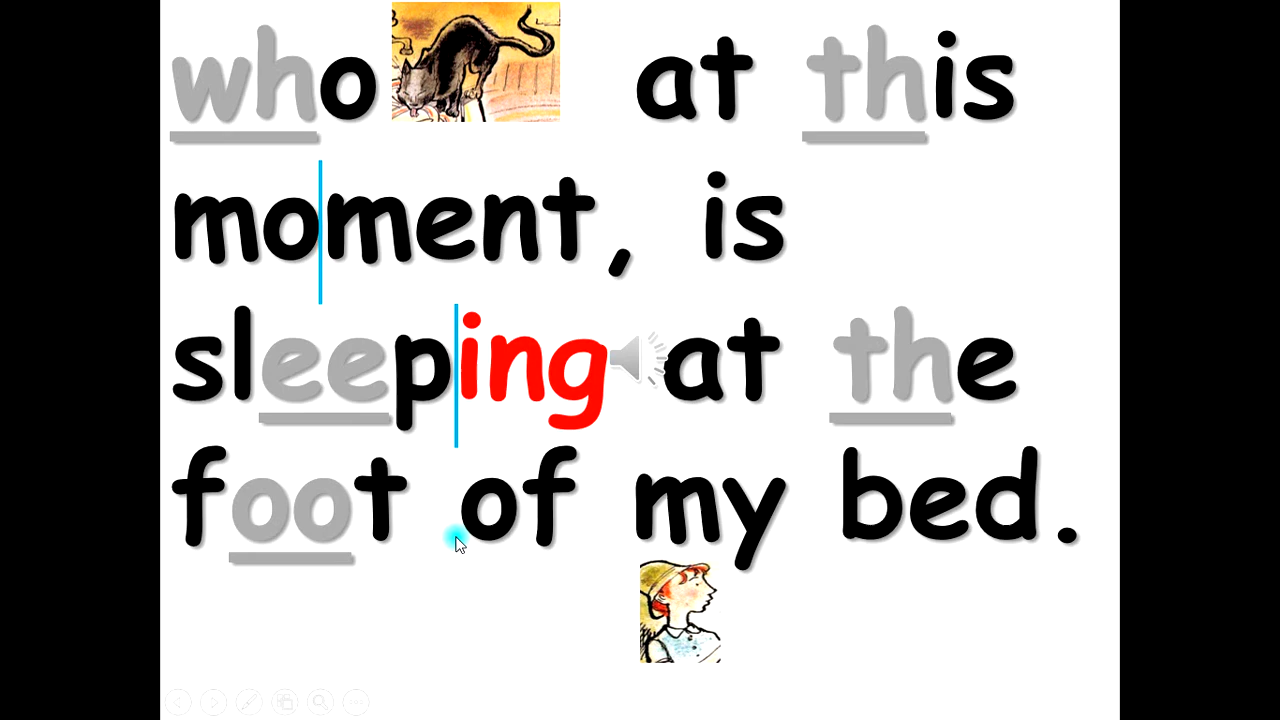 who at this
moment, is
sleeping at the
foot of my bed.